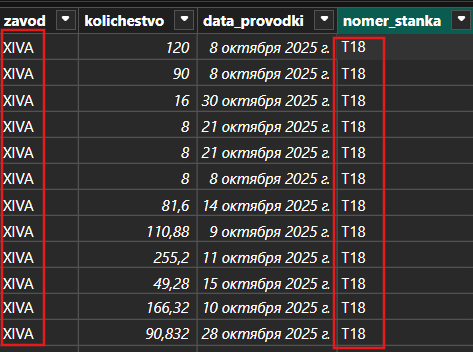 zavod kolichestvo data_provodki nomer_stanka
XIVA 120 8 октября 2025 г. T18
XIVA 90 8 октября 2025 г. T18
XIVA 16 30 октября 2025 г. T18
XIVA 8 21 октября 2025 г. T18
XIVA 8 21 октября 2025 г. T18
XIVA 8 8 октября 2025 г. T18
XIVA 81,6 14 октября 2025 г. T18
XIVA 110,88 9 октября 2025 г. T18
XIVA 255,2 11 октября 2025 г. T18
XIVA 49,28 15 октября 2025 г. T18
XIVA 166,32 10 октября 2025 г. T18
XIVA 90,832 28 октября 2025 г. T18